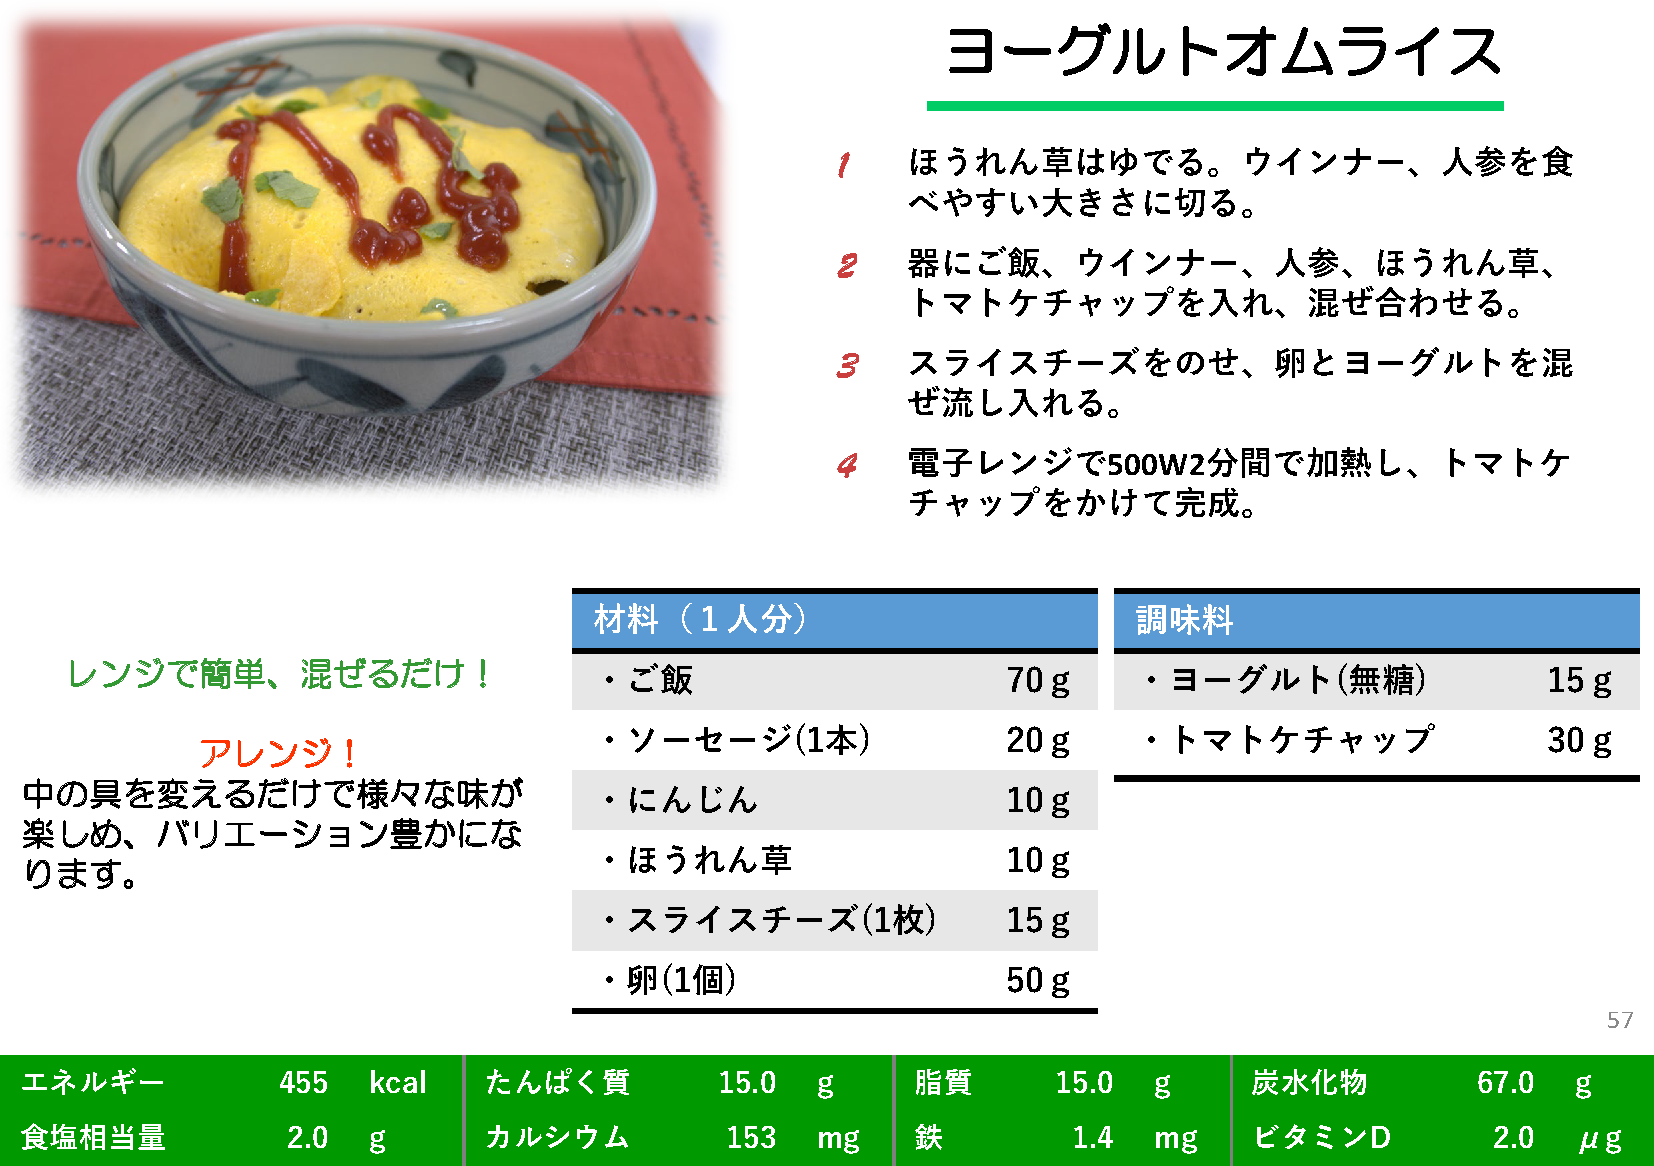 ヨーグルトオムライス
1 ほうれん草はゆでる。ウインナー、人参を食
べやすい大きさに切る。
2 器にご飯、ウインナー、人参、ほうれん草、
トマトケチャップを入れ、混ぜ合わせる。
3 スライスチーズをのせ、卵とヨーグルトを混
ぜ流し入れる。
4 電子レンジで500W2分間で加熱し、トマトケ
チャップをかけて完成。
レンジで簡単、混ぜるだけ！
アレンジ！
中の具を変えるだけで様々な味が
楽しめ、バリエーション豊かにな
ります。
材料（１人分）
・ご飯 70ｇ
・ソーセージ(1本) 20ｇ
・にんじん 10ｇ
・ほうれん草 10ｇ
・スライスチーズ(1枚) 15ｇ
・卵(1個) 50ｇ
調味料
・ヨーグルト(無糖) 15ｇ
・トマトケチャップ 30ｇ
57
エネルギー 455 kcal たんぱく質 15.0 g 脂質 15.0 g 炭水化物 67.0 g
食塩相当量 2.0 g カルシウム 153 mg 鉄 1.4 mg ビタミンD 2.0 μg